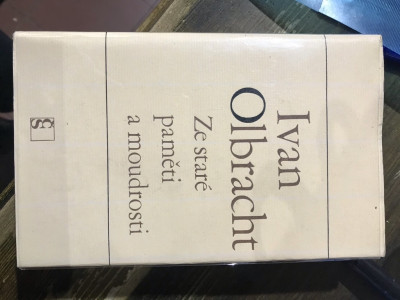 Ivan
Olbracht
Ze staré
paměti
a moudrosti